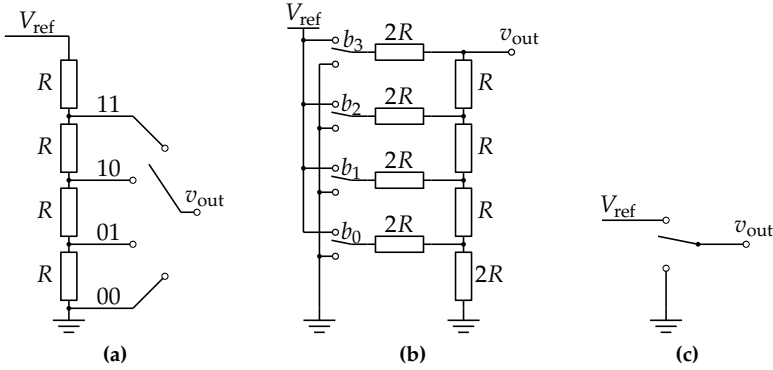 V_ref
R
11
R
10
v_out
R
01
R
00
(a)
V_ref
b_3
2R
v_out
R
b_2
2R
R
b_1
2R
R
b_0
2R
2R
(b)
V_ref
v_out
(c)